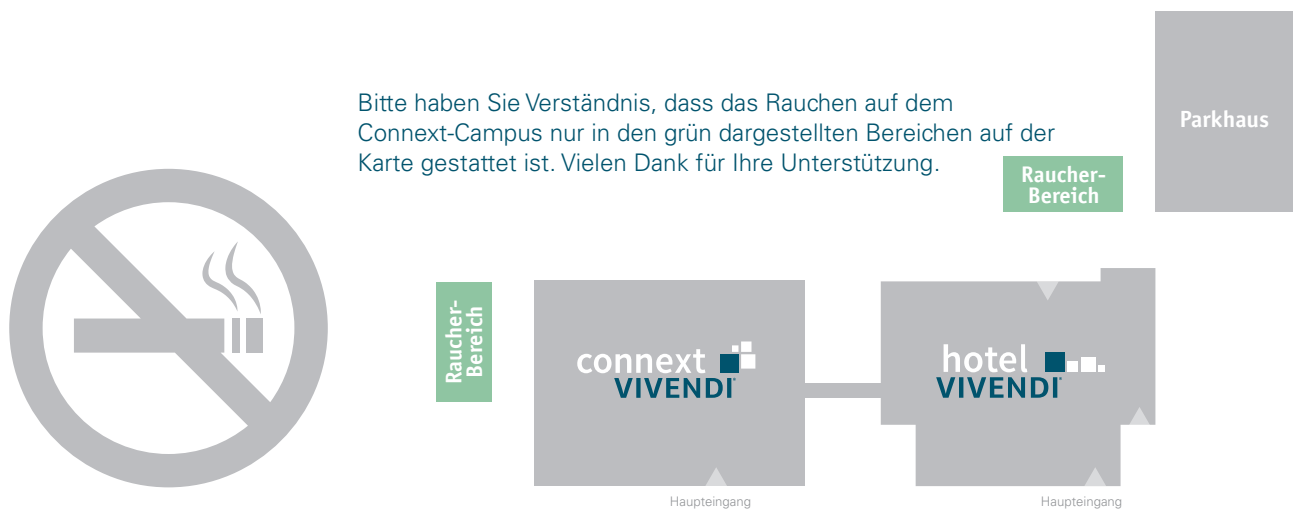 Bitte haben Sie Verständnis, dass das Rauchen auf dem
Connext-Campus nur in den grün dargestellten Bereichen auf der
Karte gestattet ist. Vielen Dank für Ihre Unterstützung.
Parkhaus
Raucher-
Bereich
Raucher-
Bereich
connext
VIVENDI
hotel
VIVENDI
Haupteingang
Haupteingang